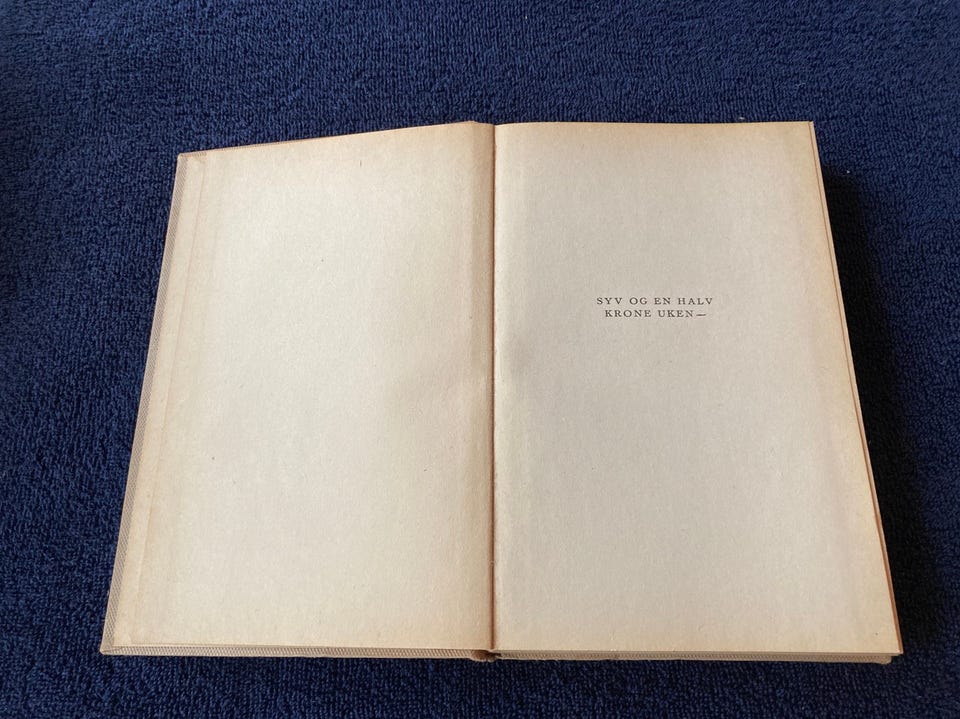 SYV OG EN HALV
KRONE UKEN—